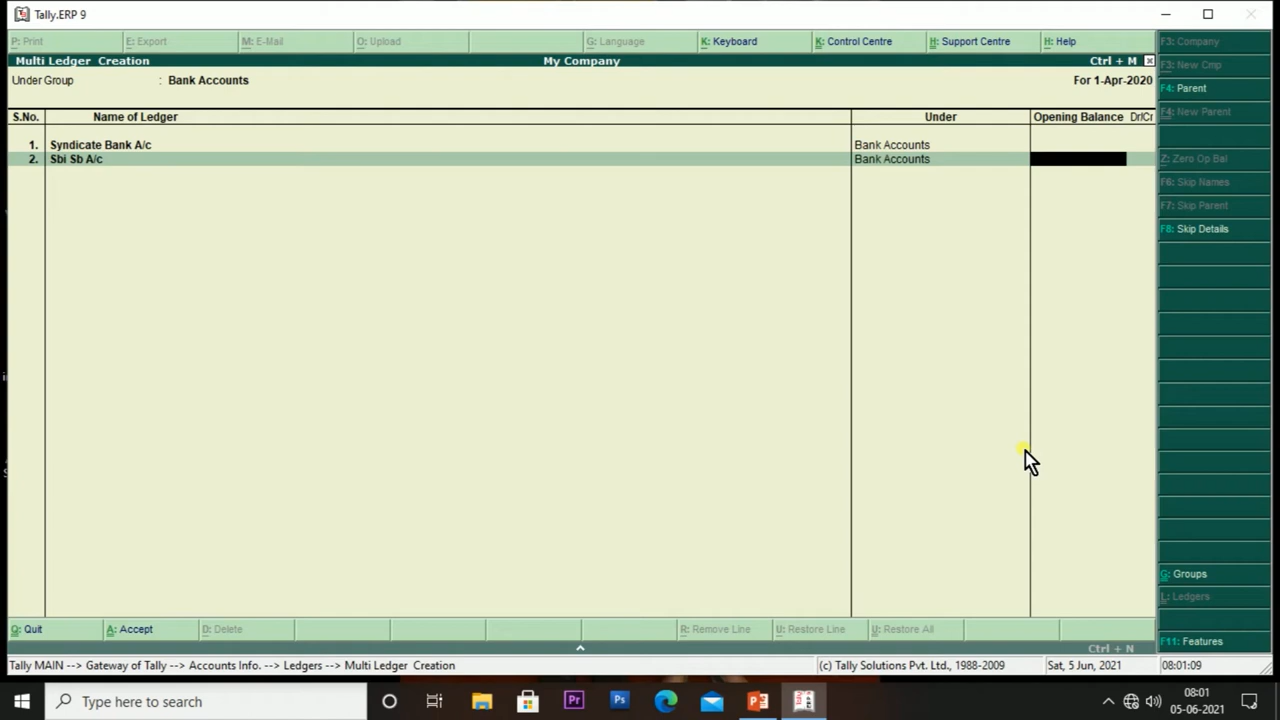 Tally.ERP 9
P: Print E: Export M: E-Mail O: Upload G: Language K: Keyboard K: Control Centre H: Support Centre H: Help F3: Company
Multi Ledger Creation My Company Ctrl + M
F3: New Cmp
Under Group : Bank Accounts For 1-Apr-2020
F4: Parent
F4: New Parent
S.No. Name of Ledger Under Opening Balance Dr/Cr
1. Syndicate Bank A/c Bank Accounts
2. Sbi Sb A/c Bank Accounts
Z: Zero Op Bal
F6: Skip Names
F7: Skip Parent
F8: Skip Details
G: Groups
L: Ledgers
Q: Quit A: Accept D: Delete R: Remove Line U: Restore Line U: Restore All
F11: Features
Ctrl + N
Tally MAIN --> Gateway of Tally --> Accounts Info. --> Ledgers --> Multi Ledger Creation (c) Tally Solutions Pvt. Ltd., 1988-2009 Sat, 5 Jun, 2021 08:01:09
Type here to search
Pr
Ps
08:01
05-06-2021